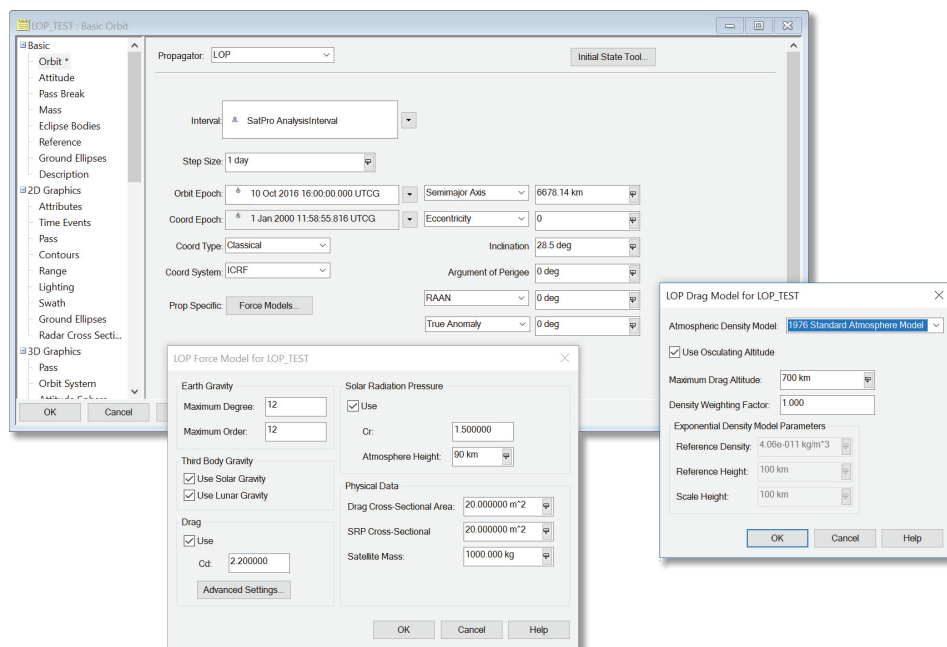 LOP_TEST : Basic Orbit
Basic
Orbit *
Attitude
Pass Break
Mass
Eclipse Bodies
Reference
Ground Ellipses
Description
2D Graphics
Attributes
Time Events
Pass
Contours
Range
Lighting
Swath
Ground Ellipses
Radar Cross Secti...
3D Graphics
Pass
Orbit System
OK Cancel
Propagator: LOP
Initial State Tool...
Interval: SatPro AnalysisInterval
Step Size: 1 day
Orbit Epoch: 10 Oct 2016 16:00:00.000 UTCG Semimajor Axis 6678.14 km
Coord Epoch: 1 Jan 2000 11:58:55.816 UTCG Eccentricity 0
Coord Type: Classical Inclination 28.5 deg
Coord System: ICRF Argument of Perigee 0 deg
Prop Specific: Force Models... RAAN 0 deg
True Anomaly 0 deg
LOP Force Model for LOP_TEST
Earth Gravity
Maximum Degree: 12
Maximum Order: 12
Third Body Gravity
Use Solar Gravity
Use Lunar Gravity
Drag
Use
Cd: 2.200000
Advanced Settings...
Solar Radiation Pressure
Use
Cr: 1.500000
Atmosphere Height: 90 km
Physical Data
Drag Cross-Sectional Area: 20.000000 m^2
SRP Cross-Sectional 20.000000 m^2
Satellite Mass: 1000.000 kg
OK Cancel Help
LOP Drag Model for LOP_TEST
Atmospheric Density Model: 1976 Standard Atmosphere Model
Use Osculating Altitude
Maximum Drag Altitude: 700 km
Density Weighting Factor: 1.000
Exponential Density Model Parameters
Reference Density: 4.06e-011 kg/m^3
Reference Height: 100 km
Scale Height: 100 km
OK Cancel Help